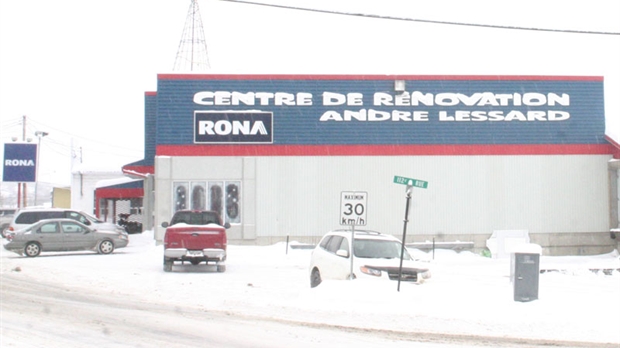 CENTRE DE RÉNOVATION
ANDRE LESSARD
RONA
RONA
MAXIMUM
30
km/h